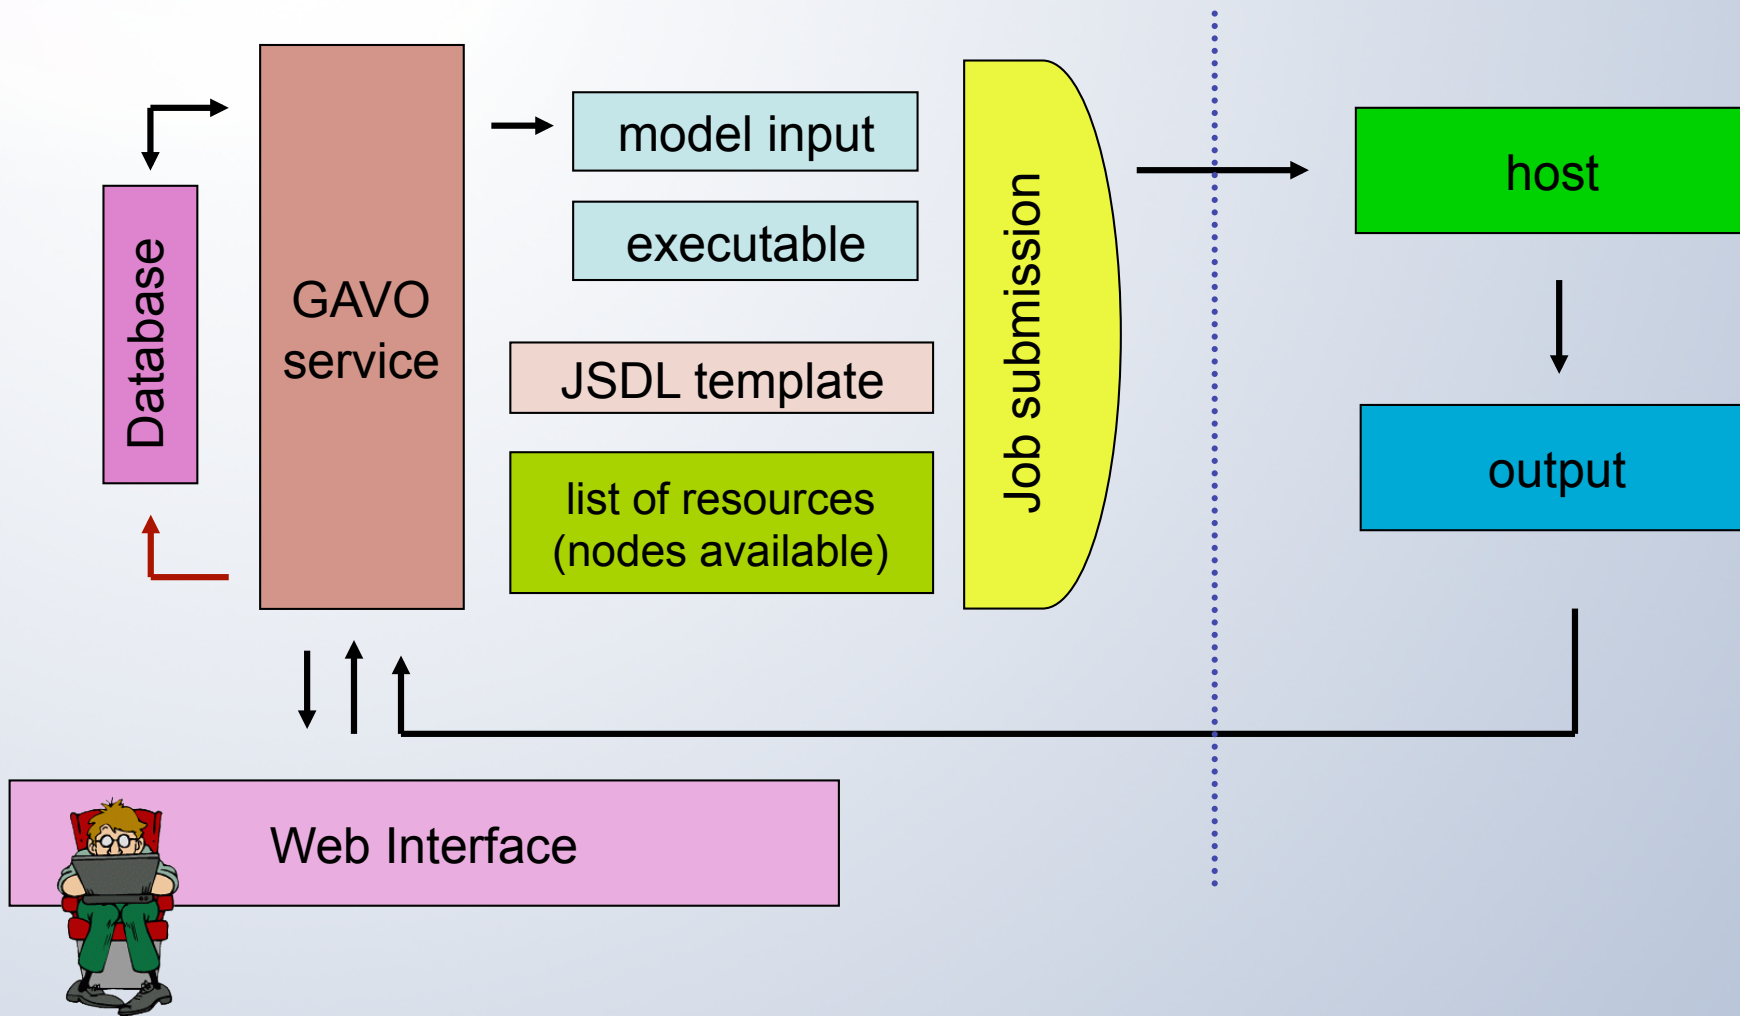 Database
GAVO
service
model input
executable
JSDL template
list of resources
(nodes available)
Job submission
host
output
Web Interface